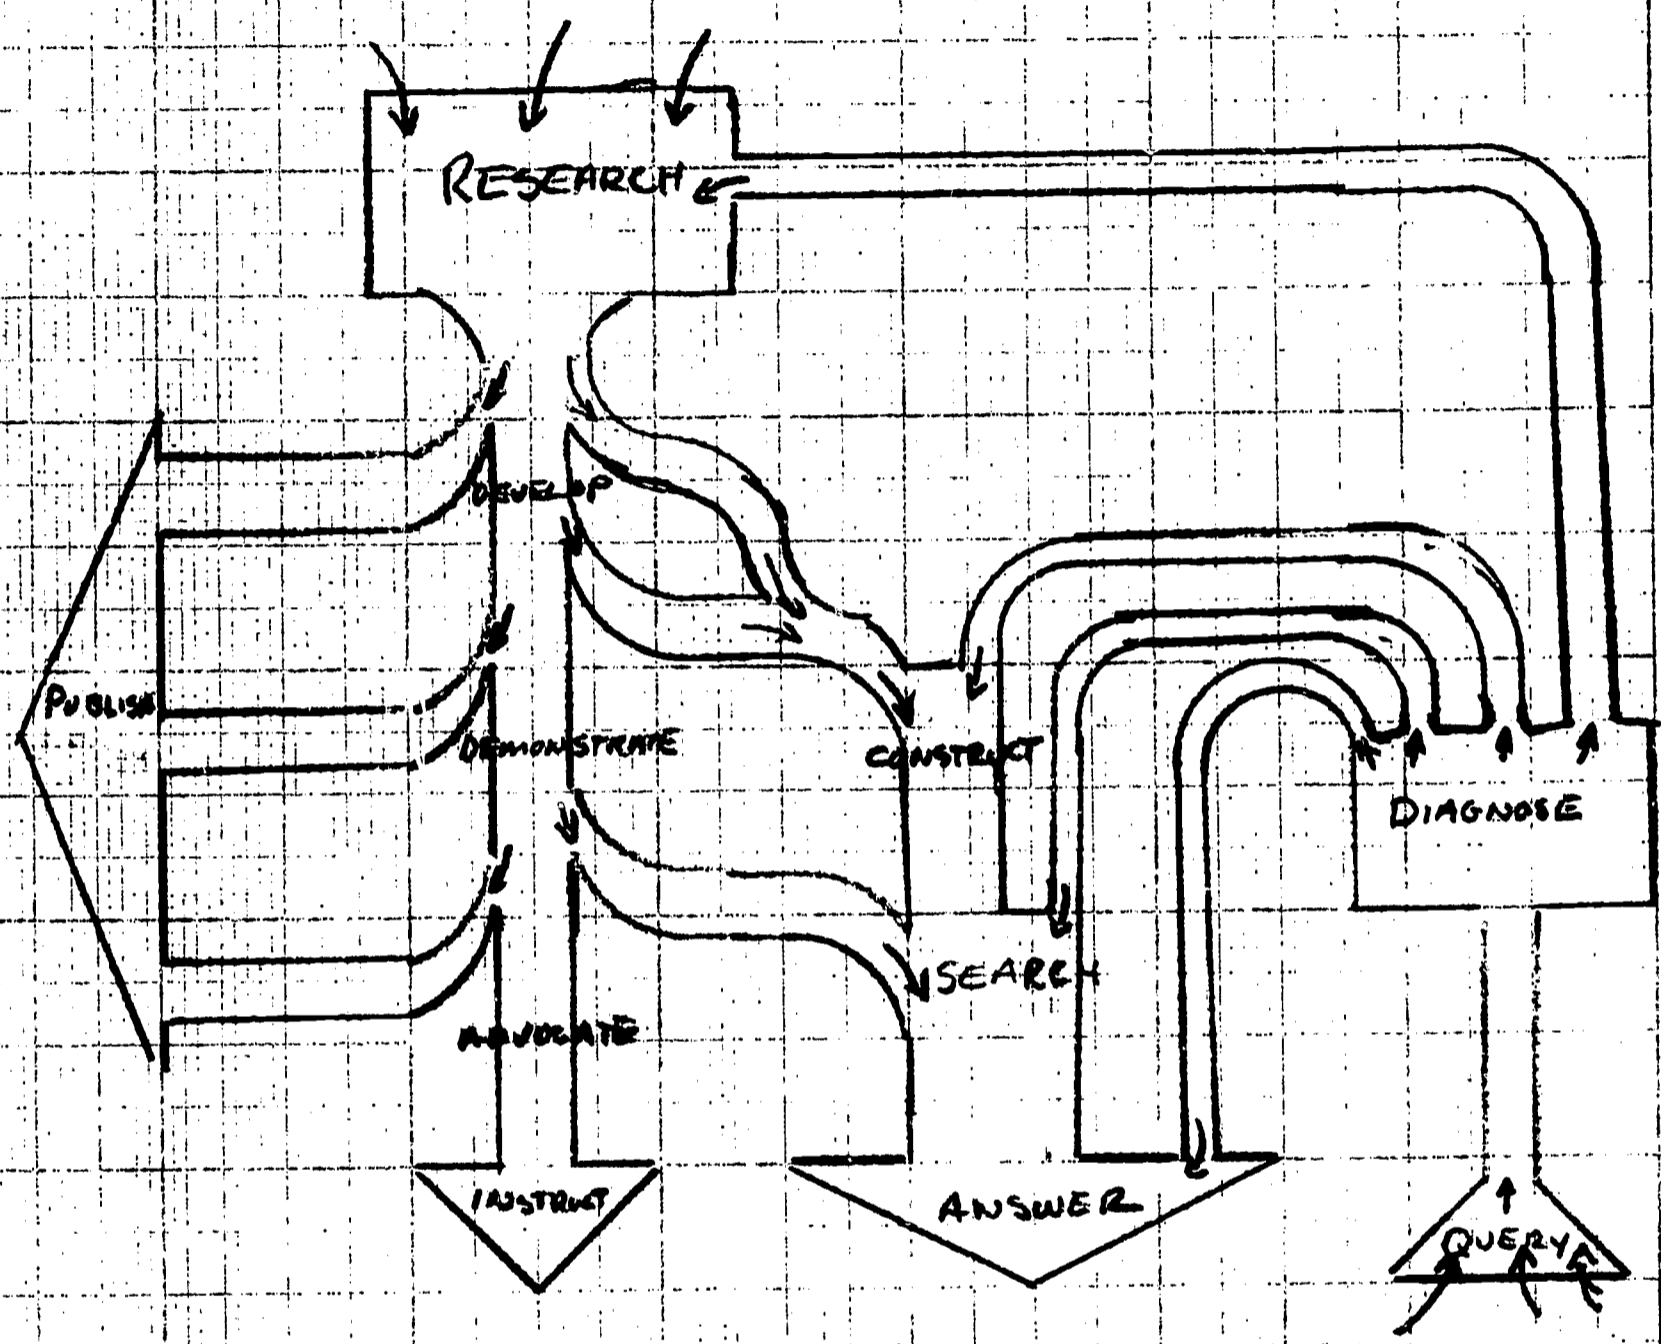 RESEARCH
DEVELOP
PUBLISH
DEMONSTRATE
CONSTRUCT
DIAGNOSE
SEARCH
ADVOCATE
INSTRUCT
ANSWER
QUERY